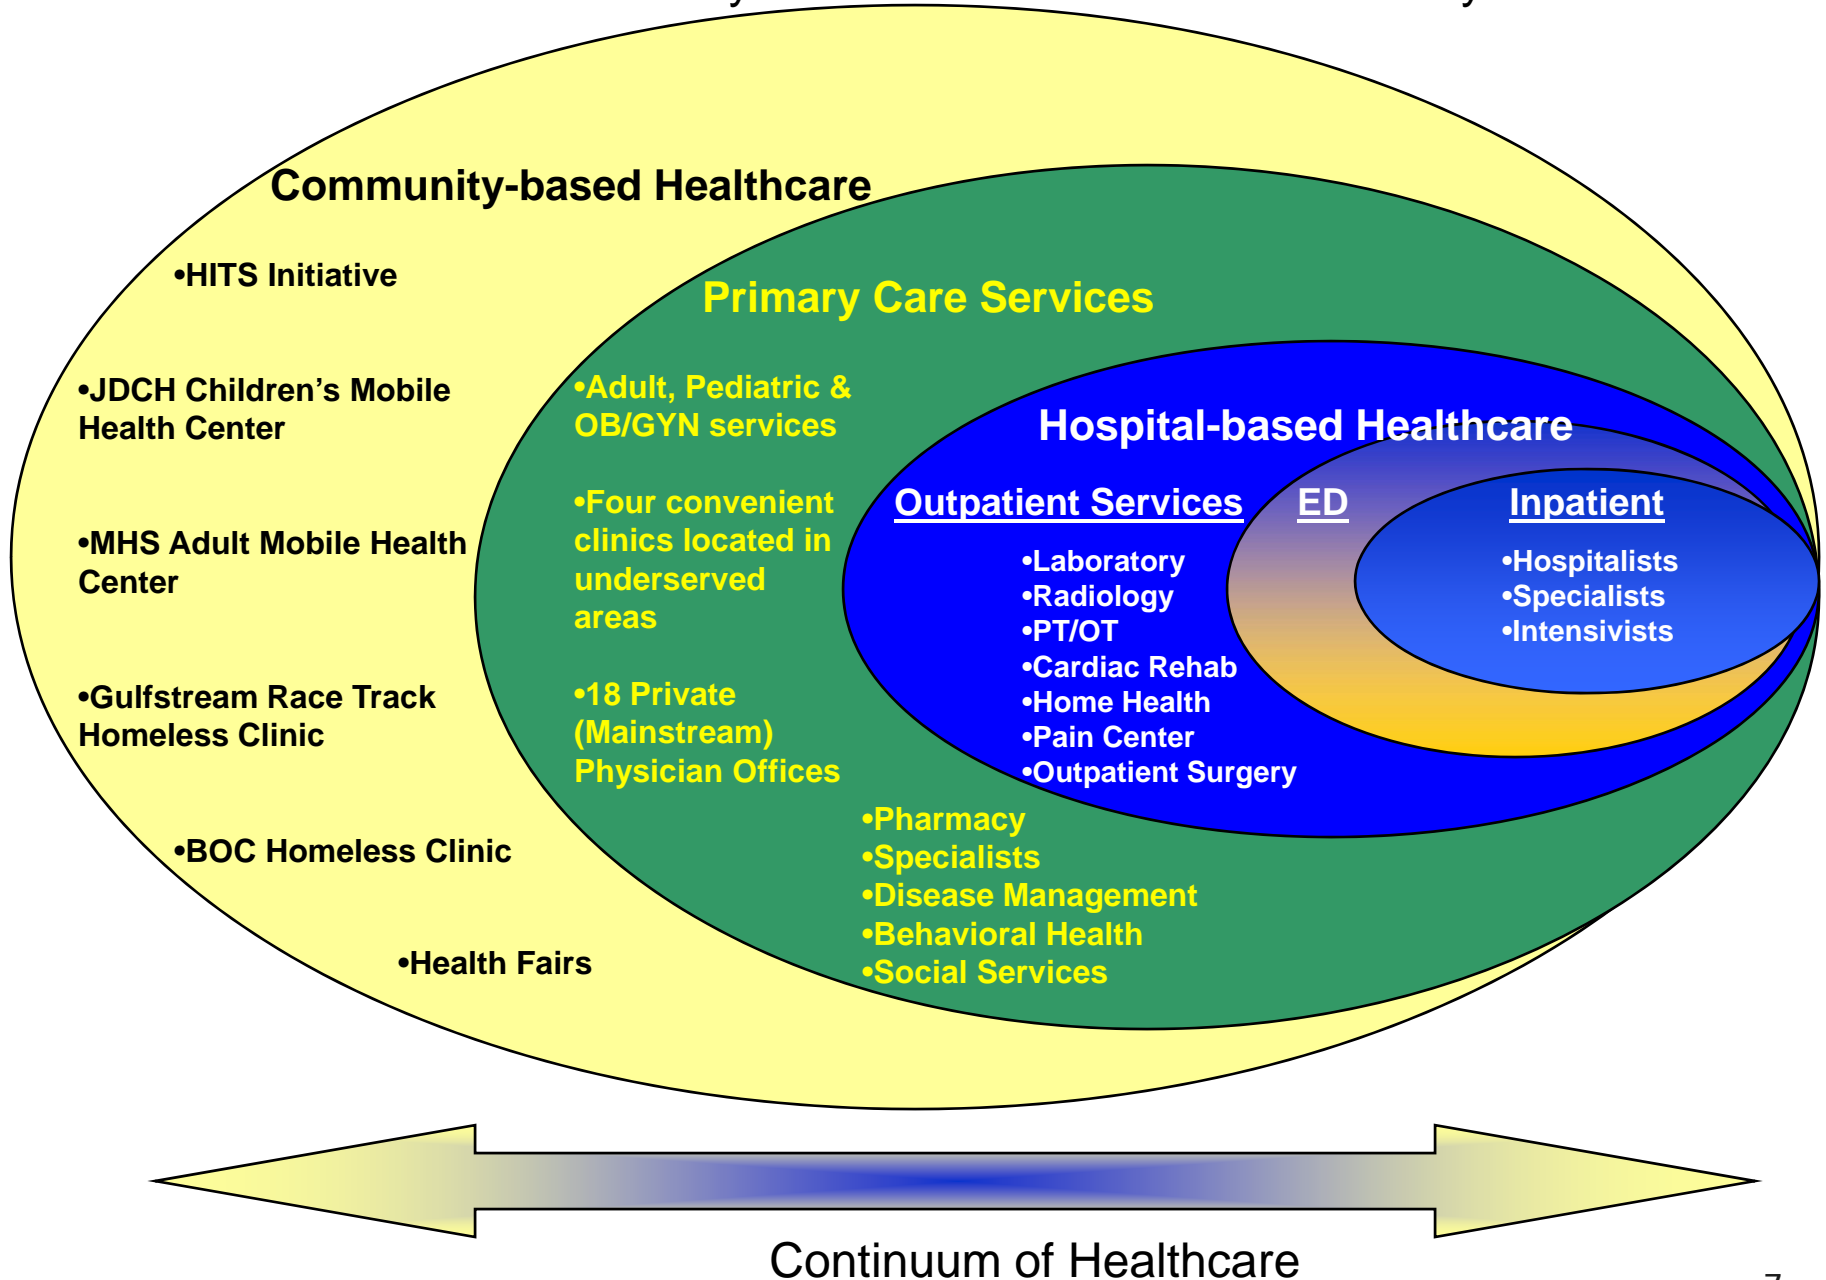 Community-based Healthcare
•HITS Initiative
•JDCH Children’s Mobile
Health Center
•MHS Adult Mobile Health
Center
•Gulfstream Race Track
Homeless Clinic
•BOC Homeless Clinic
•Health Fairs
Primary Care Services
•Adult, Pediatric &
OB/GYN services
•Four convenient
clinics located in
underserved
areas
•18 Private
(Mainstream)
Physician Offices
•Pharmacy
•Specialists
•Disease Management
•Behavioral Health
•Social Services
Hospital-based Healthcare
Outpatient Services
•Laboratory
•Radiology
•PT/OT
•Cardiac Rehab
•Home Health
•Pain Center
•Outpatient Surgery
ED
Inpatient
•Hospitalists
•Specialists
•Intensivists
Continuum of Healthcare